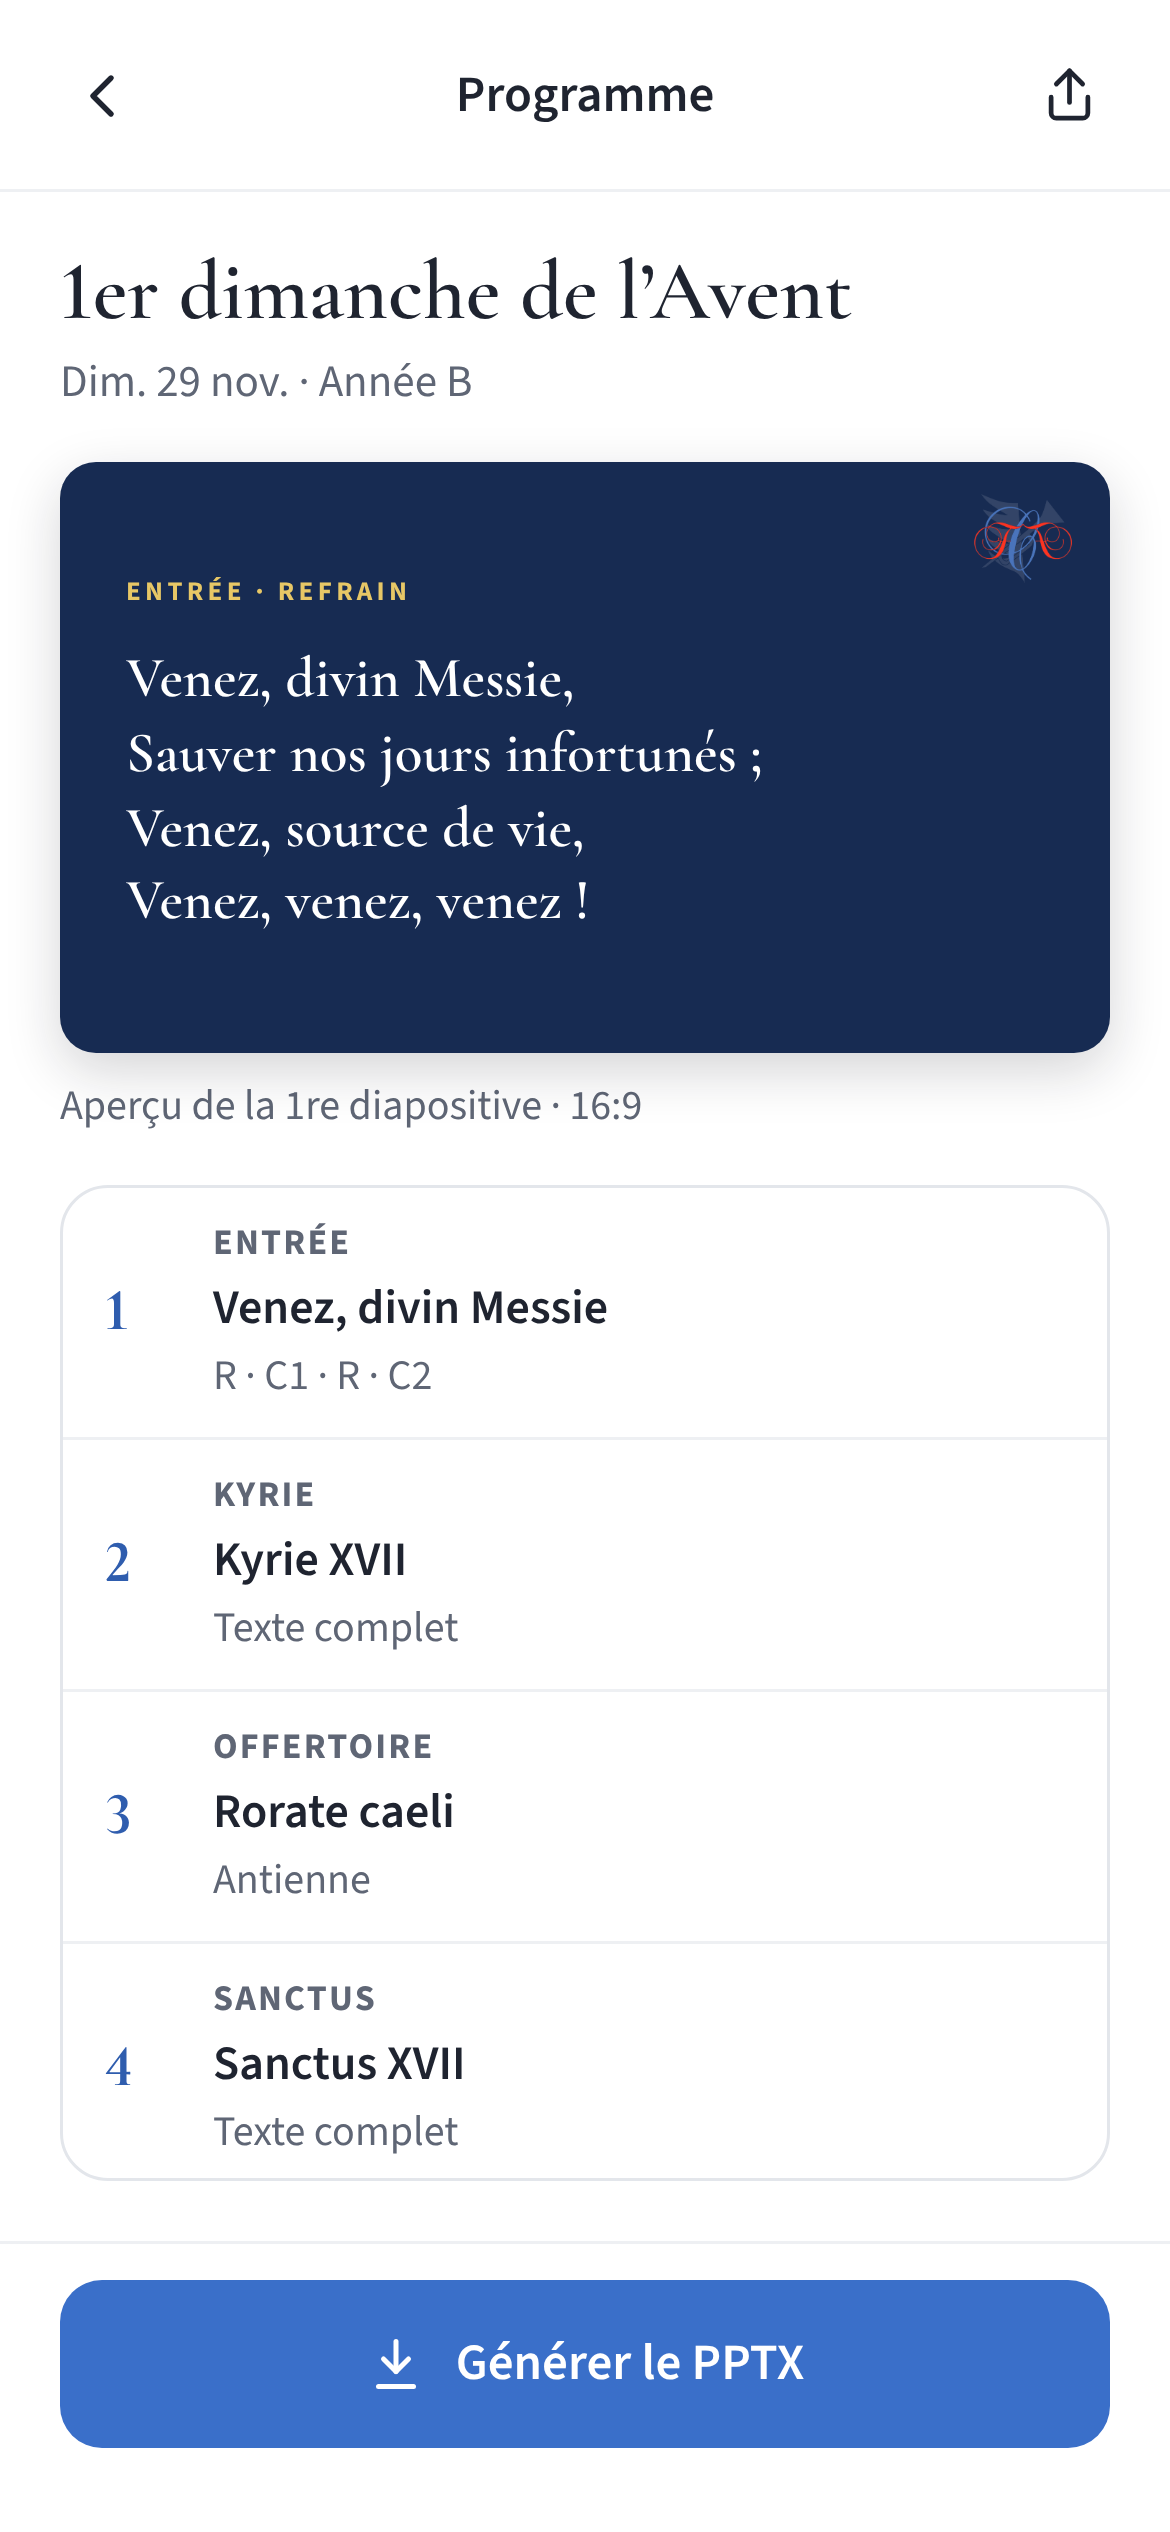 Programme
1er dimanche de l’Avent
Dim. 29 nov. · Année B
ENTRÉE · REFRAIN
Venez, divin Messie,
Sauver nos jours infortunés ;
Venez, source de vie,
Venez, venez, venez !
Aperçu de la 1re diapositive · 16:9
ENTRÉE
1 Venez, divin Messie
R · C1 · R · C2
KYRIE
2 Kyrie XVII
Texte complet
OFFERTOIRE
3 Rorate caeli
Antienne
SANCTUS
4 Sanctus XVII
Texte complet
Générer le PPTX